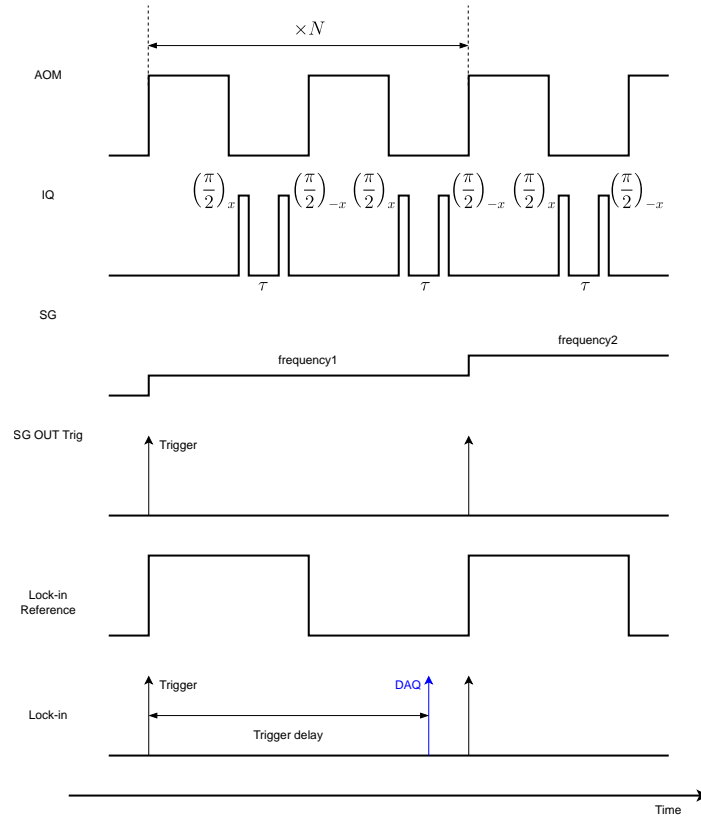 ×N
AOM
IQ
(π/2)x (π/2)−x (π/2)x (π/2)−x (π/2)x (π/2)−x
τ τ τ
SG
frequency1
frequency2
SG OUT Trig
Trigger
Lock-in
Reference
Lock-in
Trigger
DAQ
Trigger delay
Time